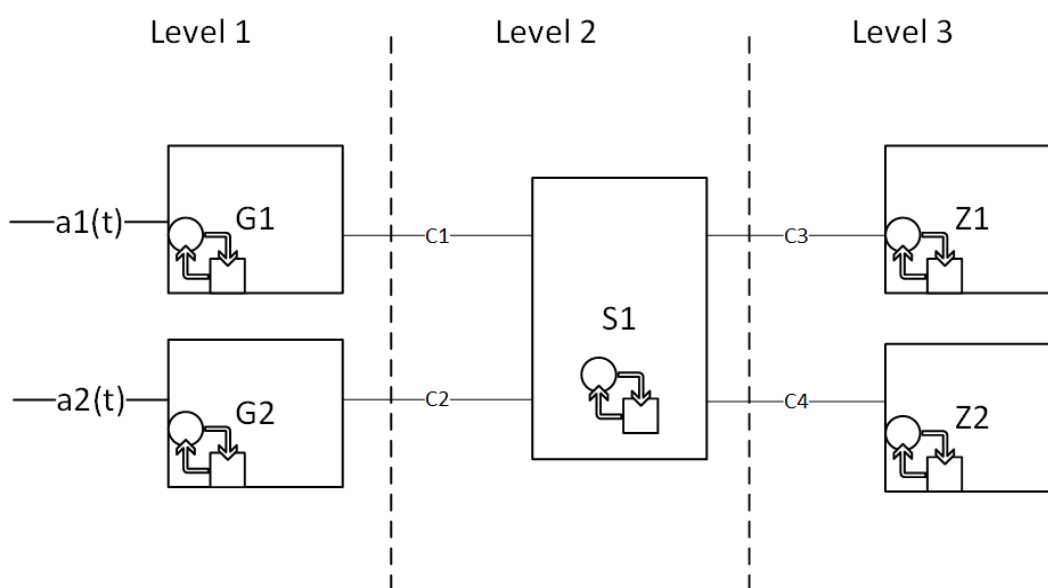 Level 1
Level 2
Level 3
a1(t)
G1
C1
C3
Z1
S1
a2(t)
G2
C2
C4
Z2